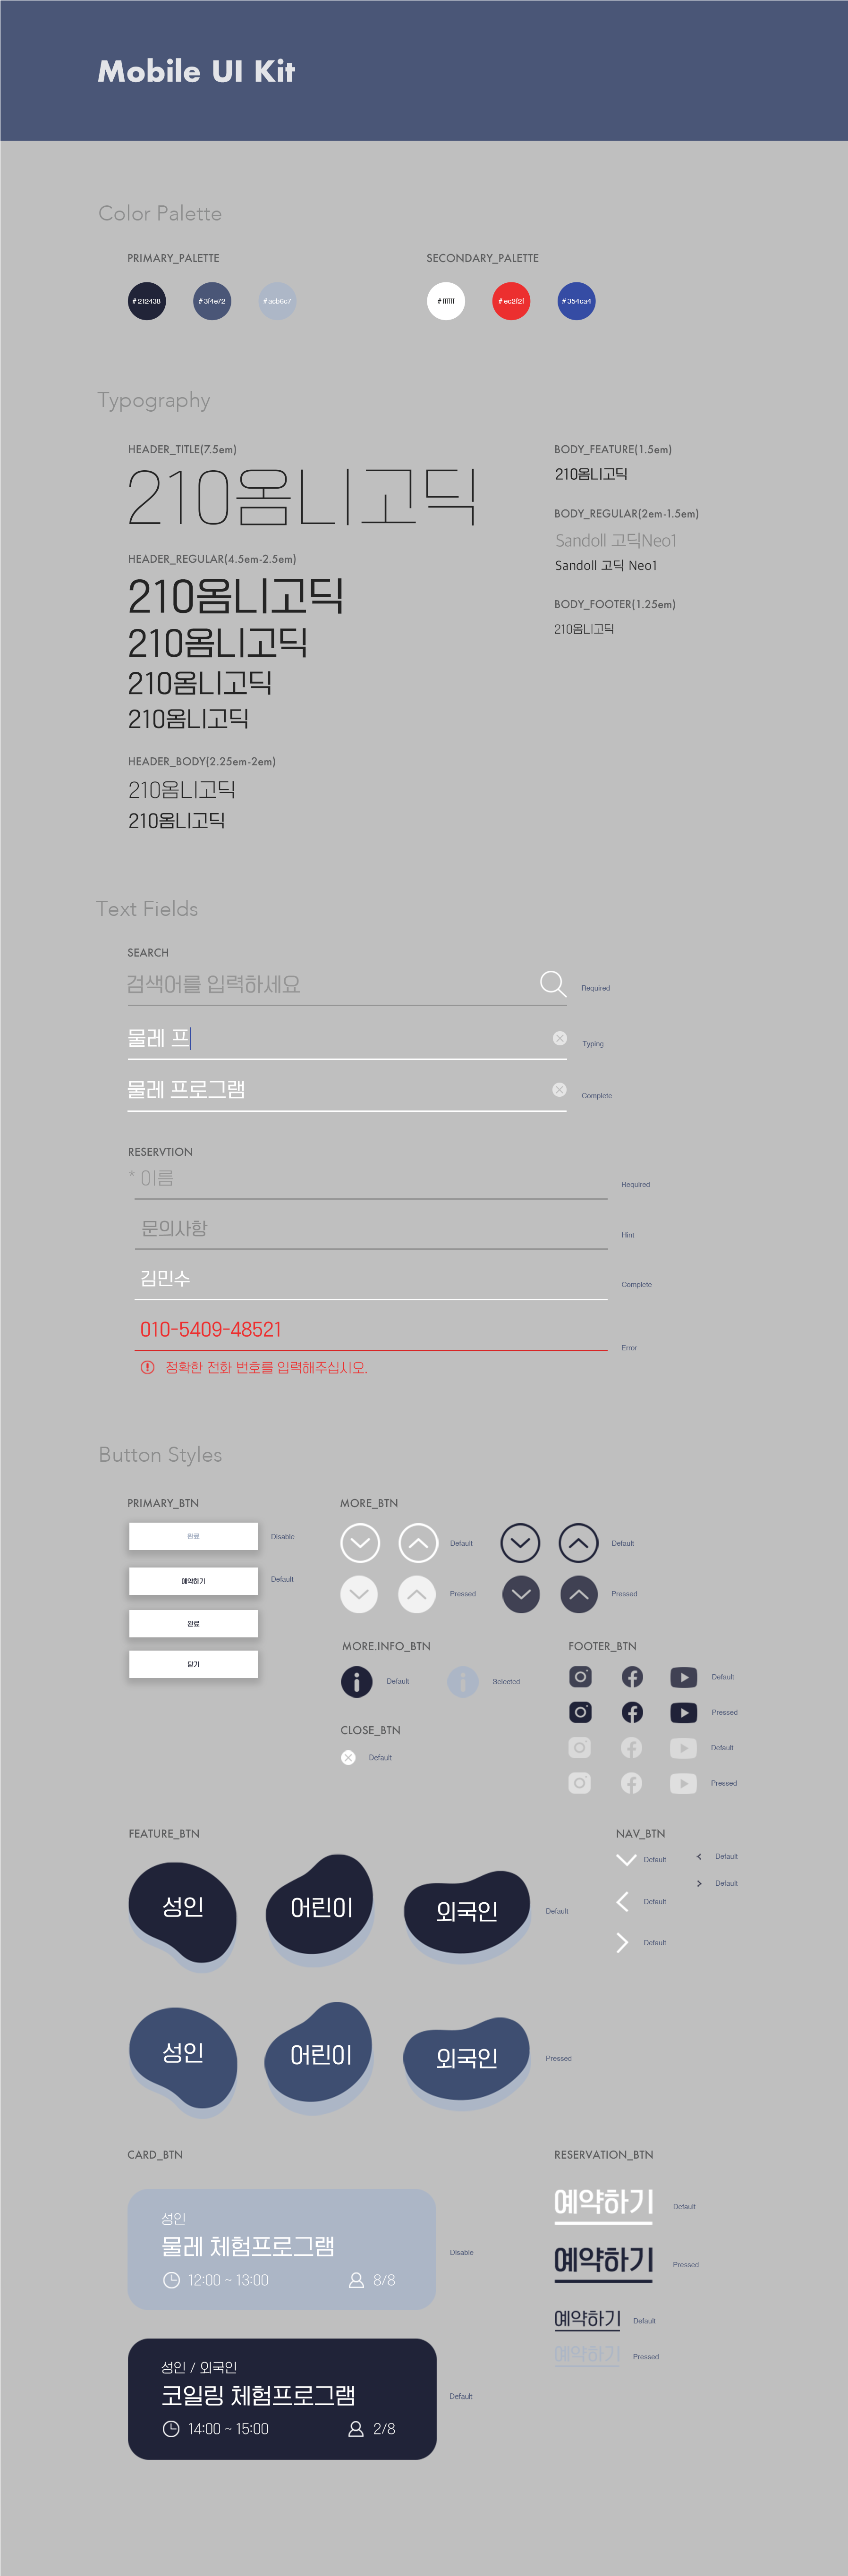 Mobile UI Kit
Color Palette
PRIMARY_PALETTE
# 212438
# 3f4e72
# acb6c7
SECONDARY_PALETTE
# ffffff
# ec2f2f
# 354ca4
Typography
HEADER_TITLE(7.5em)
210옴니고딕
HEADER_REGULAR(4.5em-2.5em)
210옴니고딕
210옴니고딕
210옴니고딕
210옴니고딕
HEADER_BODY(2.25em-2em)
210옴니고딕
210옴니고딕
BODY_FEATURE(1.5em)
210옴니고딕
BODY_REGULAR(2em-1.5em)
Sandoll 고딕Neo1
Sandoll 고딕 Neo1
BODY_FOOTER(1.25em)
210옴니고딕
Text Fields
SEARCH
검색어를 입력하세요
Required
물레 프
Typing
물레 프로그램
Complete
RESERVTION
* 이름
Required
문의사항
Hint
김민수
Complete
010-5409-48521
Error
정확한 전화 번호를 입력해주십시오.
Button Styles
PRIMARY_BTN
완료
Disable
예약하기
Default
완료
닫기
MORE_BTN
Default
Default
Pressed
Pressed
MORE.INFO_BTN
Default
Selected
CLOSE_BTN
Default
FOOTER_BTN
Default
Pressed
Default
Pressed
FEATURE_BTN
성인
어린이
외국인
Default
성인
어린이
외국인
Pressed
NAV_BTN
Default
Default
Default
Default
Default
CARD_BTN
성인
물레 체험프로그램
12:00 ~ 13:00
8/8
Disable
성인 / 외국인
코일링 체험프로그램
14:00 ~ 15:00
2/8
Default
RESERVATION_BTN
예약하기
Default
예약하기
Pressed
예약하기
Default
예약하기
Pressed